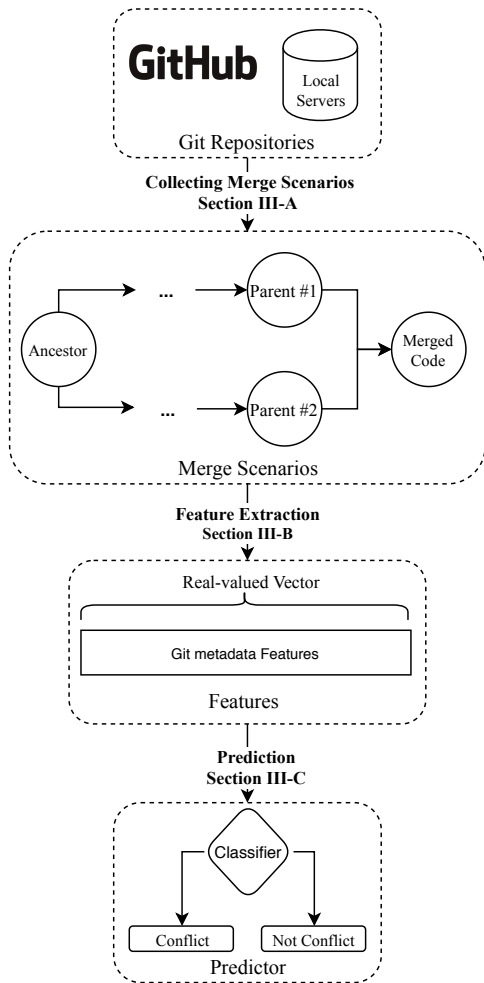 GitHub
Local
Servers
Git Repositories
Collecting Merge Scenarios
Section III-A
...
Parent #1
Ancestor
Merged
Code
...
Parent #2
Merge Scenarios
Feature Extraction
Section III-B
Real-valued Vector
Git metadata Features
Features
Prediction
Section III-C
Classifier
Conflict
Not Conflict
Predictor